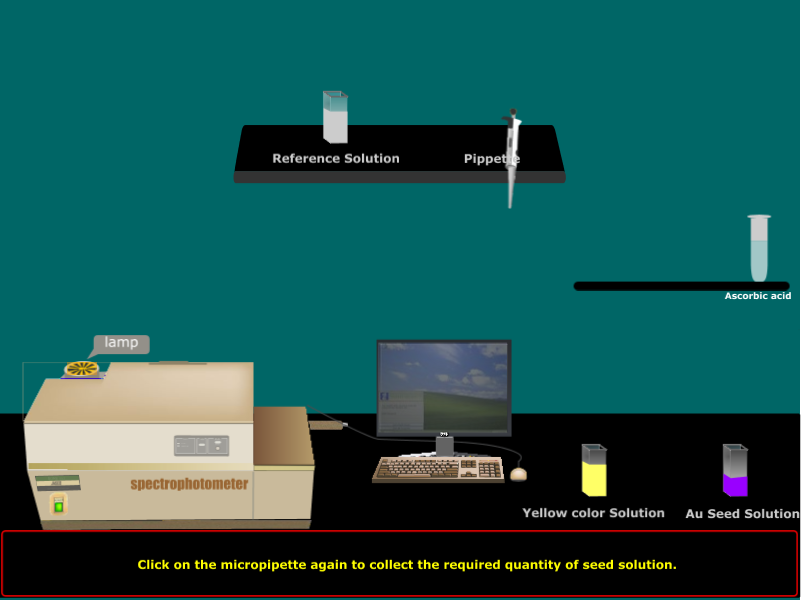 Reference Solution
Pippette
Ascorbic acid
lamp
spectrophotometer
Yellow color Solution
Au Seed Solution
Click on the micropipette again to collect the required quantity of seed solution.